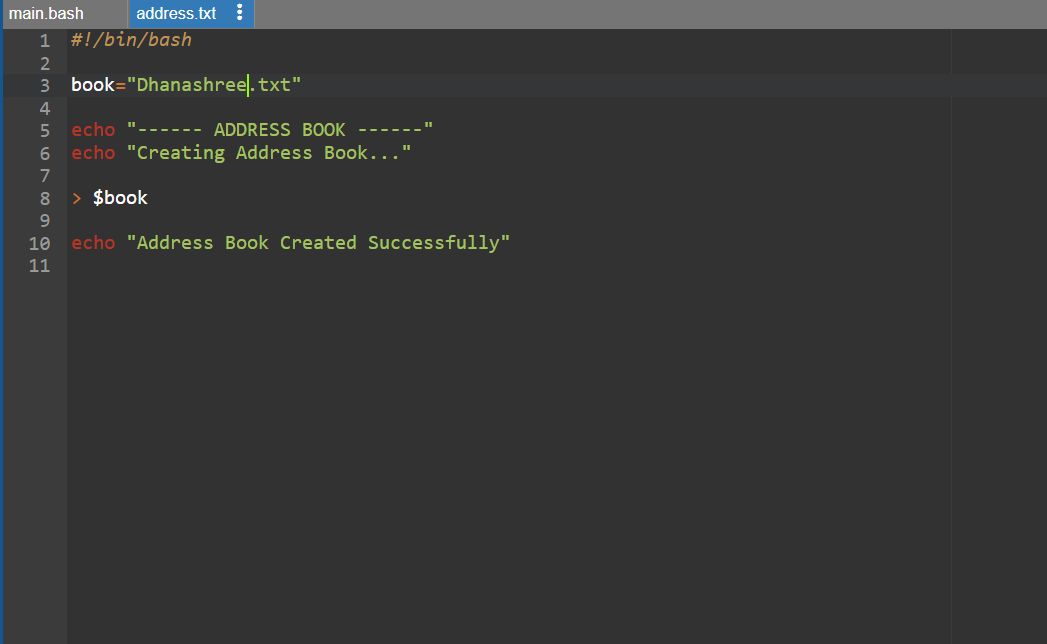 main.bash address.txt
1 #!/bin/bash
2
3 book="Dhanashree.txt"
4
5 echo "------ ADDRESS BOOK ------"
6 echo "Creating Address Book..."
7
8 > $book
9
10 echo "Address Book Created Successfully"
11